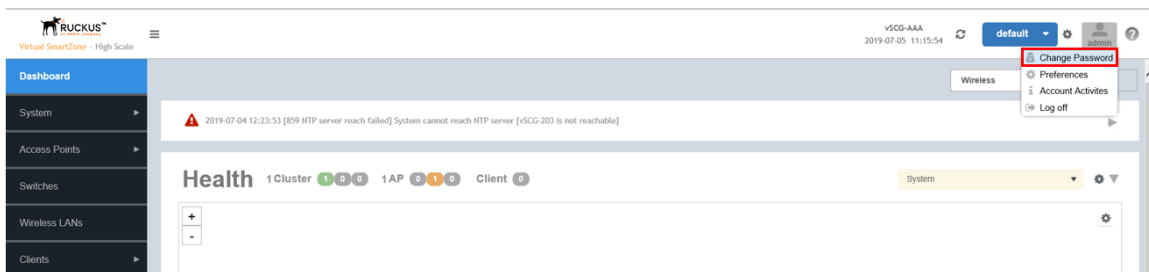 RUCKUS™
Virtual SmartZone - High Scale
vSCG-AAA
2019-07-05 11:15:54
default
admin
Change Password
Preferences
Account Activites
Log off
Wireless
Dashboard
System
Access Points
Switches
Wireless LANs
Clients
2019-07-04 12:23:53 [859 NTP server reach failed] System cannot reach NTP server [vSCG-203 is not reachable]
Health 1 Cluster 1 0 0 1 AP 0 1 0 Client 0
System
+
-